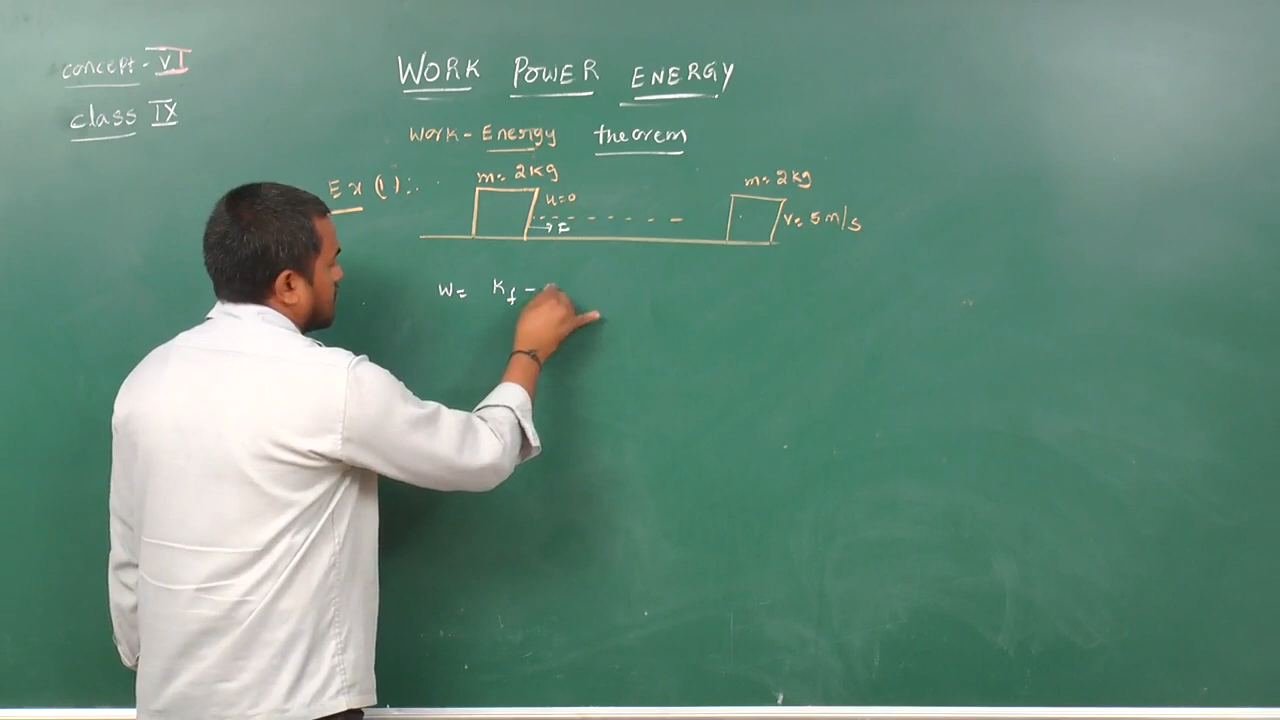 concept - VI
class IX
WORK POWER ENERGY
Work - Energy theorem
Ex (1):
m = 2kg
u=0
F
m = 2kg
v = 5 m/s
W = Kf -